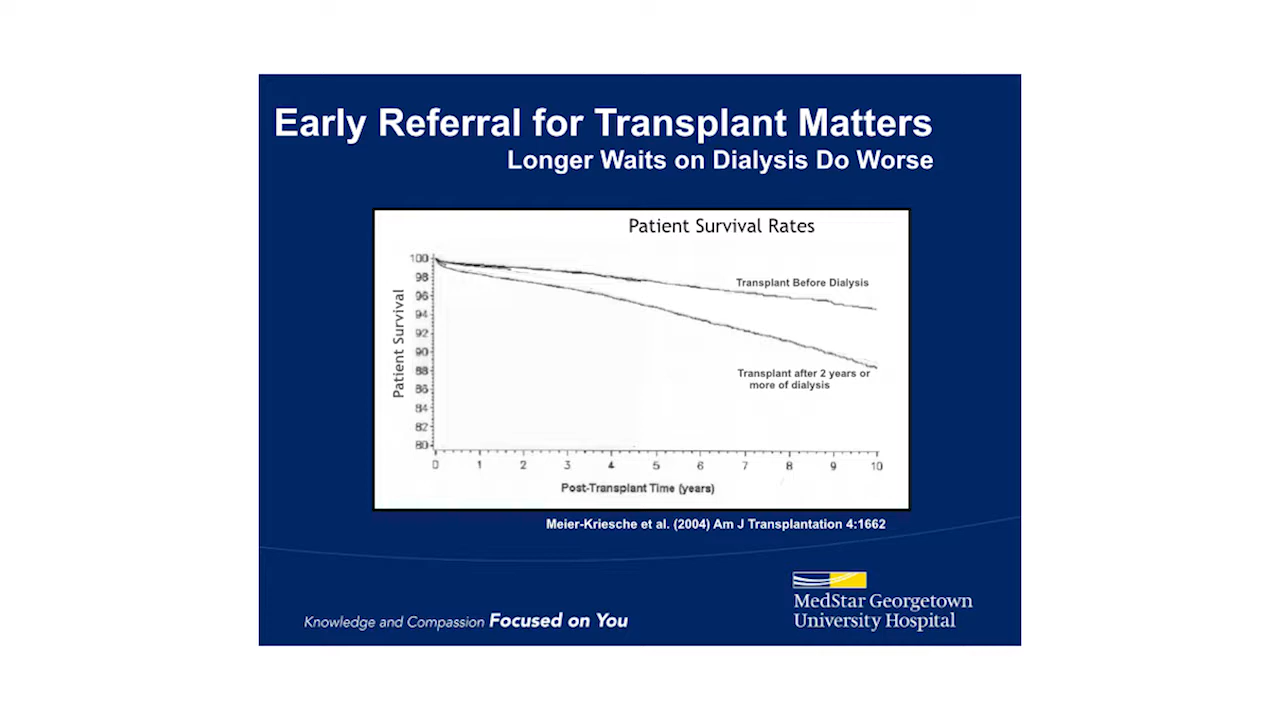 Early Referral for Transplant Matters
Longer Waits on Dialysis Do Worse
Patient Survival Rates
Patient Survival
100
98
96
94
92
90
88
86
84
82
80
Transplant Before Dialysis
Transplant after 2 years or
more of dialysis
0 1 2 3 4 5 6 7 8 9 10
Post-Transplant Time (years)
Meier-Kriesche et al. (2004) Am J Transplantation 4:1662
Knowledge and Compassion Focused on You
MedStar Georgetown
University Hospital